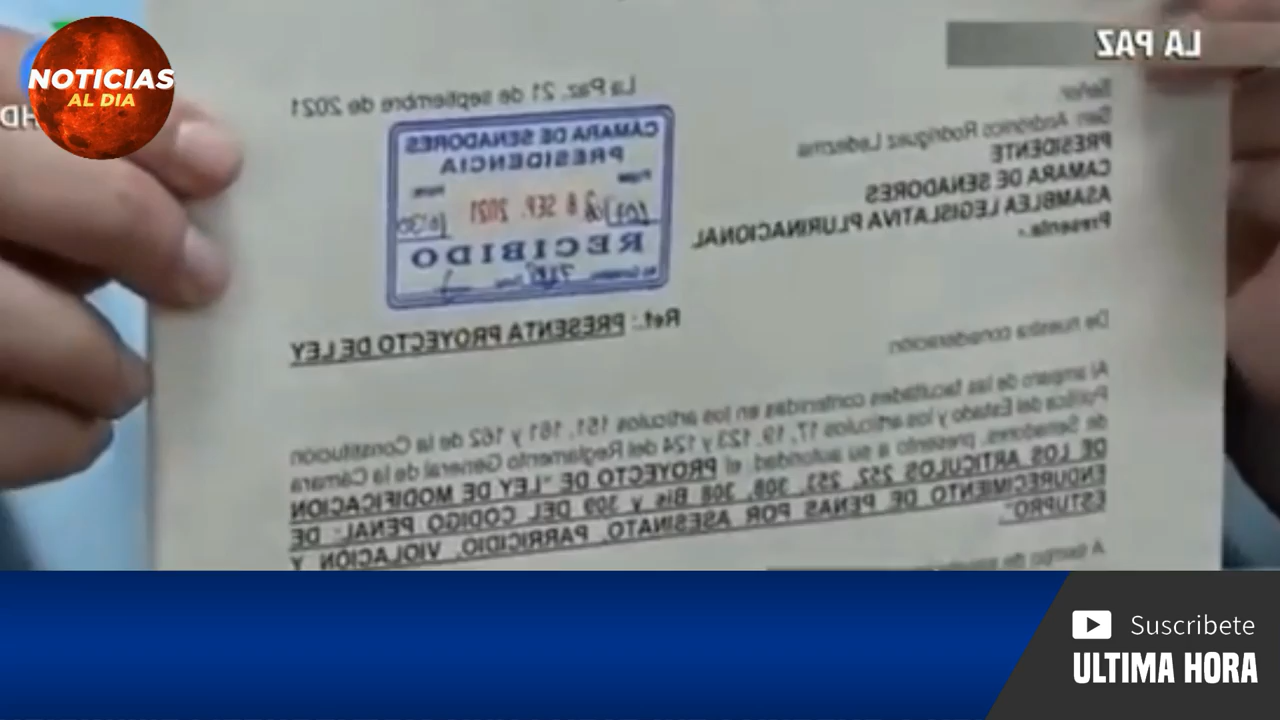 NOTICIAS
AL DIA
HD
LA PAZ
La Paz, 21 de septiembre de 2021
CAMARA DE SENADORES
PRESIDENCIA
SEP. 2021
RECIBIDO
Señor:
Sen. Andrónico Rodríguez Ledezma
PRESIDENTE
CAMARA DE SENADORES
ASAMBLEA LEGISLATIVA PLURINACIONAL
Presente.-
Ref.: PRESENTA PROYECTO DE LEY
De nuestra consideración:
Al amparo de las facultades contenidas en los artículos 151, 161 y 162 de la Constitución
Política del Estado y los artículos 17, 19, 123 y 124 del Reglamento General de la Cámara
de Senadores, presento a su autoridad, el PROYECTO DE "LEY DE MODIFICACION
DE LOS ARTICULOS 252, 253, 308, 308 Bis y 309 DEL CODIGO PENAL: DE
ENDURECIMIENTO DE PENAS POR ASESINATO, PARRICIDIO, VIOLACION Y
ESTUPRO".
A tiempo de
Suscribete
ULTIMA HORA